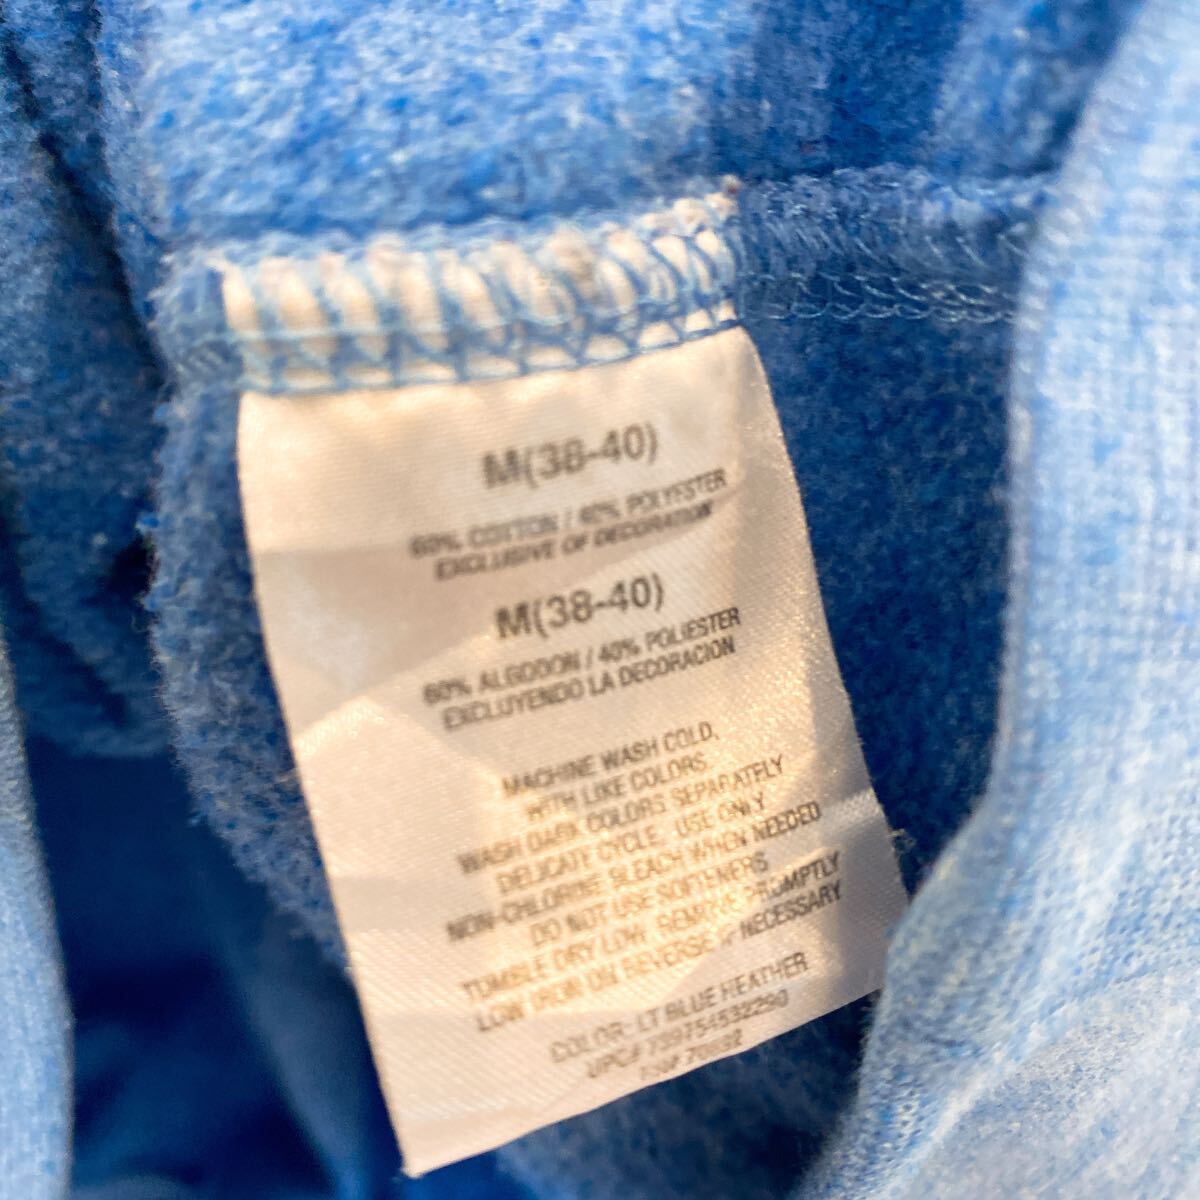 M(38-40)
60% COTTON / 40% POLYESTER
EXCLUSIVE OF DECORATION
M(38-40)
60% ALGODON / 40% POLIESTER
EXCLUYENDO LA DECORACION
MACHINE WASH COLD,
WITH LIKE COLORS.
WASH DARK COLORS SEPARATELY
DELICATE CYCLE. USE ONLY
NON-CHLORINE BLEACH WHEN NEEDED
DO NOT USE SOFTENERS
TUMBLE DRY LOW. REMOVE PROMPTLY
LOW IRON ON REVERSE IF NECESSARY
COLOR: LT BLUE HEATHER
UPC# 739754532290